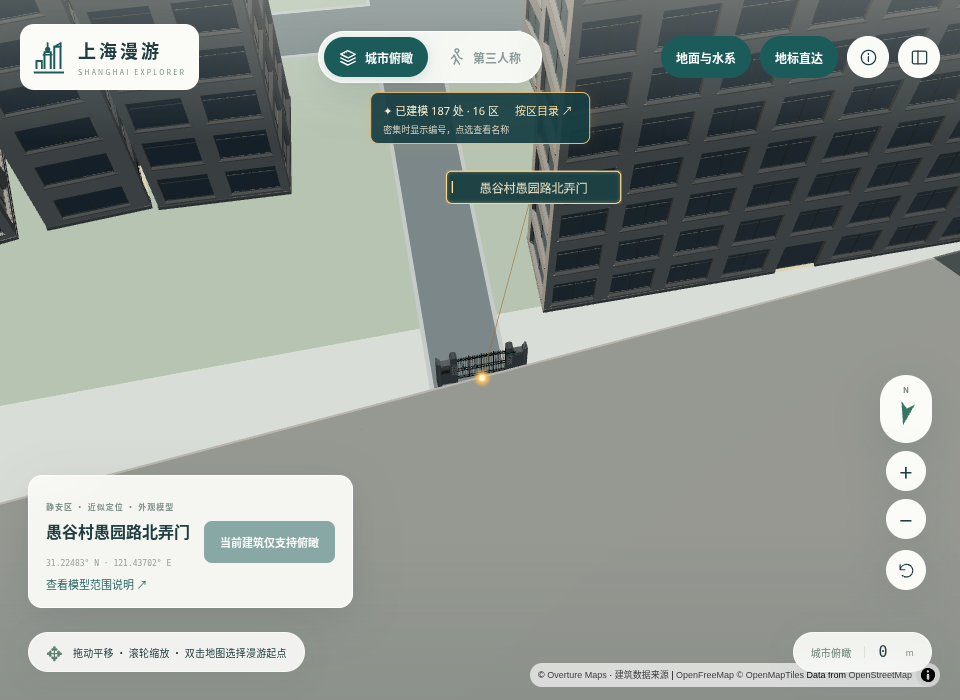 上海漫游
SHANGHAI EXPLORER
城市俯瞰
第三人称
地面与水系
地标直达
✦ 已建模 187 处 · 16 区 按区目录 ↗
密集时显示编号，点选查看名称
愚谷村愚园路北弄门
N
静安区 · 近似定位 · 外观模型
愚谷村愚园路北弄门
当前建筑仅支持俯瞰
31.22483° N · 121.43702° E
查看模型范围说明 ↗
拖动平移 · 滚轮缩放 · 双击地图选择漫游起点
城市俯瞰 0 m
© Overture Maps · 建筑数据来源 | OpenFreeMap © OpenMapTiles Data from OpenStreetMap